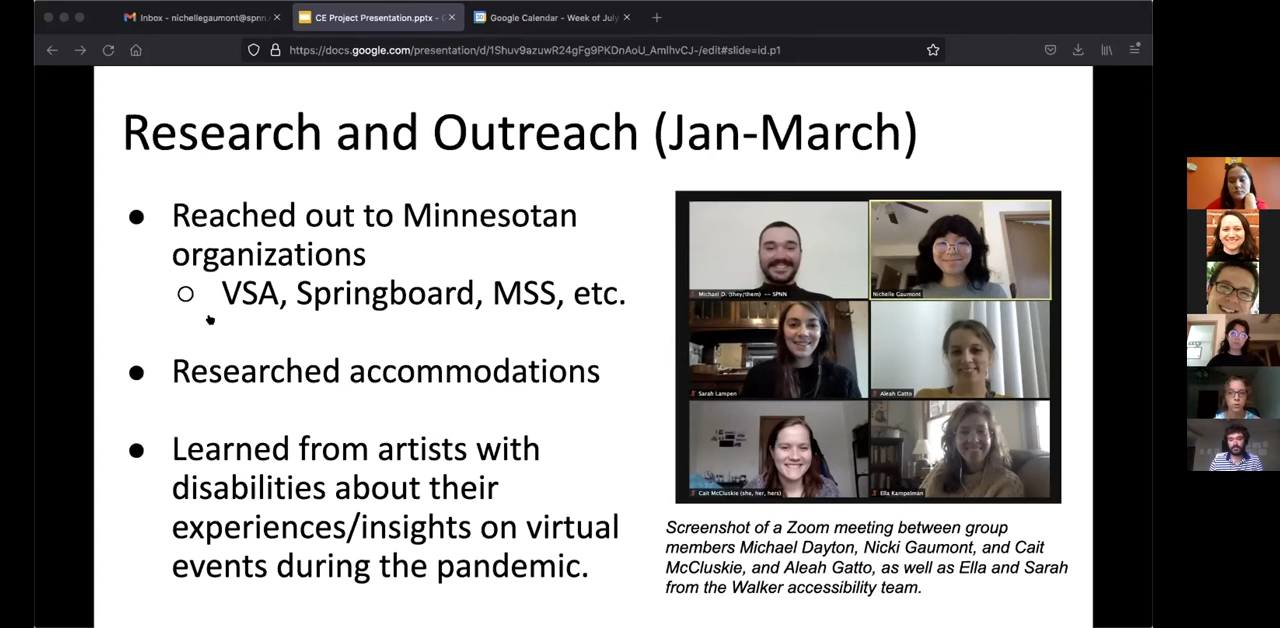 Inbox - nichellegaumont@spnn.
CE Project Presentation.pptx - G
Google Calendar - Week of July
https://docs.google.com/presentation/d/1Shuv9azuwR24gFg9PKDnAoU_AmlhvCJ-/edit#slide=id.p1
Research and Outreach (Jan-March)
● Reached out to Minnesotan
organizations
○ VSA, Springboard, MSS, etc.
● Researched accommodations
● Learned from artists with
disabilities about their
experiences/insights on virtual
events during the pandemic.
Michael D. (they/them) -- SPNN
Nichelle Gaumont
Sarah Lampen
Aleah Gatto
Cait McCluskie (she, her, hers)
Ella Kampelman
Screenshot of a Zoom meeting between group
members Michael Dayton, Nicki Gaumont, and Cait
McCluskie, and Aleah Gatto, as well as Ella and Sarah
from the Walker accessibility team.